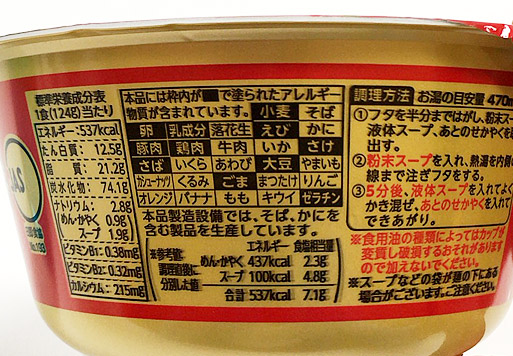 標準栄養成分表
1食(124g)当たり
エネルギー…537kcal
たん白質…12.5g
脂質…21.2g
炭水化物…74.1g
ナトリウム…2.8g
(めん・かやく 0.9g
スープ 1.9g)
ビタミンB₁…0.38mg
ビタミンB₂…0.32mg
カルシウム…215mg
JAS
本品には枠内が■で塗られたアレルギー
物質が含まれています。 小麦 そば
卵 乳成分 落花生 えび かに
豚肉 鶏肉 牛肉 いか さけ
さば いくら あわび 大豆 やまいも
カシューナッツ くるみ ごま まつたけ りんご
オレンジ バナナ もも キウイ ゼラチン
本品製造設備では、そば、かにを
含む製品を生産しています。
※参考値
調理直後に
分別した値
エネルギー 食塩相当量
めん・かやく 437kcal 2.3g
スープ 100kcal 4.8g
合計 537kcal 7.1g
調理方法 お湯の目安量 470m
①フタを半分まではがし、粉末スー
液体スープ、あとのせかやくを
出す。
②粉末スープを入れ、熱湯を内側の
線まで注ぎフタをする。
③5分後、液体スープを入れてよく
かき混ぜ、あとのせかやくを入れて
できあがり。
※食用油の種類によってはカップが
変質し破損するおそれがあります
ので加えないでください。
※スープなどの袋が麺の下にある
場合がございます。ご注意ください。